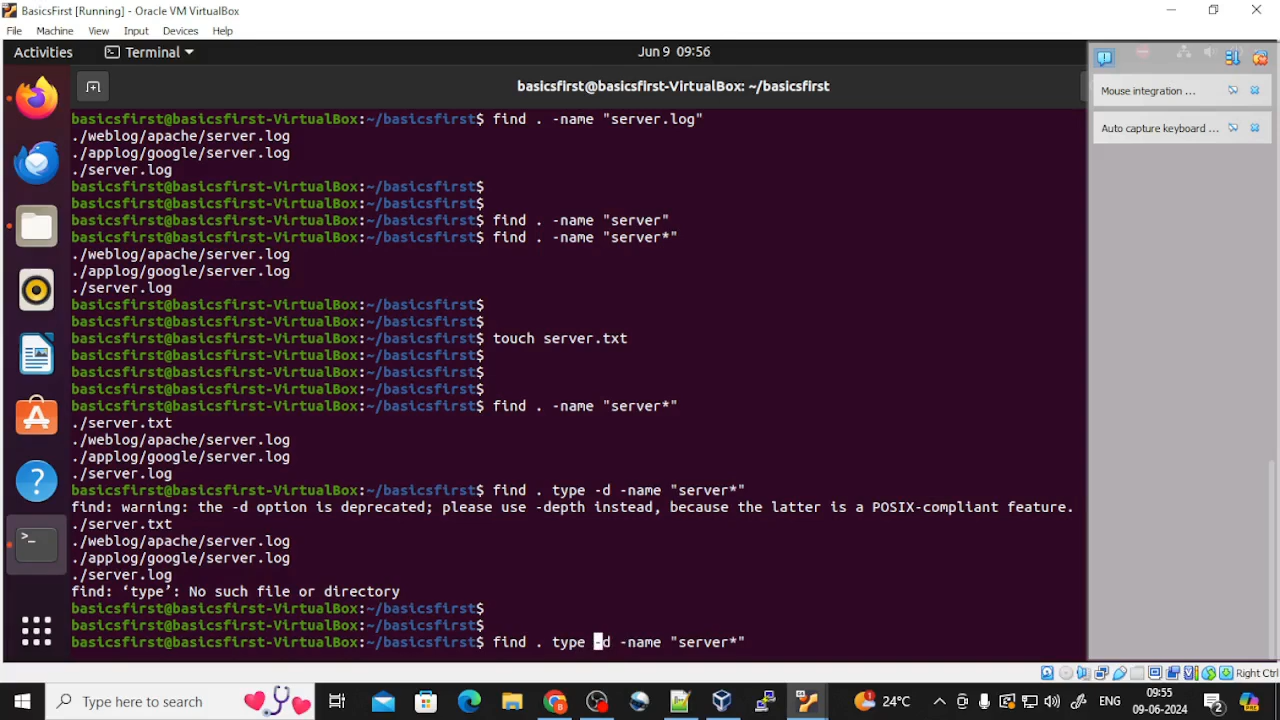 BasicsFirst [Running] - Oracle VM VirtualBox
File Machine View Input Devices Help
Activities Terminal Jun 9 09:56
basicsfirst@basicsfirst-VirtualBox: ~/basicsfirst
Mouse integration ...
Auto capture keyboard ...
basicsfirst@basicsfirst-VirtualBox:~/basicsfirst$ find . -name "server.log"
./weblog/apache/server.log
./applog/google/server.log
./server.log
basicsfirst@basicsfirst-VirtualBox:~/basicsfirst$
basicsfirst@basicsfirst-VirtualBox:~/basicsfirst$
basicsfirst@basicsfirst-VirtualBox:~/basicsfirst$ find . -name "server"
basicsfirst@basicsfirst-VirtualBox:~/basicsfirst$ find . -name "server*"
./weblog/apache/server.log
./applog/google/server.log
./server.log
basicsfirst@basicsfirst-VirtualBox:~/basicsfirst$
basicsfirst@basicsfirst-VirtualBox:~/basicsfirst$
basicsfirst@basicsfirst-VirtualBox:~/basicsfirst$ touch server.txt
basicsfirst@basicsfirst-VirtualBox:~/basicsfirst$
basicsfirst@basicsfirst-VirtualBox:~/basicsfirst$
basicsfirst@basicsfirst-VirtualBox:~/basicsfirst$
basicsfirst@basicsfirst-VirtualBox:~/basicsfirst$ find . -name "server*"
./server.txt
./weblog/apache/server.log
./applog/google/server.log
./server.log
basicsfirst@basicsfirst-VirtualBox:~/basicsfirst$ find . type -d -name "server*"
find: warning: the -d option is deprecated; please use -depth instead, because the latter is a POSIX-compliant feature.
./server.txt
./weblog/apache/server.log
./applog/google/server.log
./server.log
find: ‘type’: No such file or directory
basicsfirst@basicsfirst-VirtualBox:~/basicsfirst$
basicsfirst@basicsfirst-VirtualBox:~/basicsfirst$
basicsfirst@basicsfirst-VirtualBox:~/basicsfirst$ find . type -d -name "server*"
Right Ctrl
Type here to search
24°C
ENG
09:55
09-06-2024